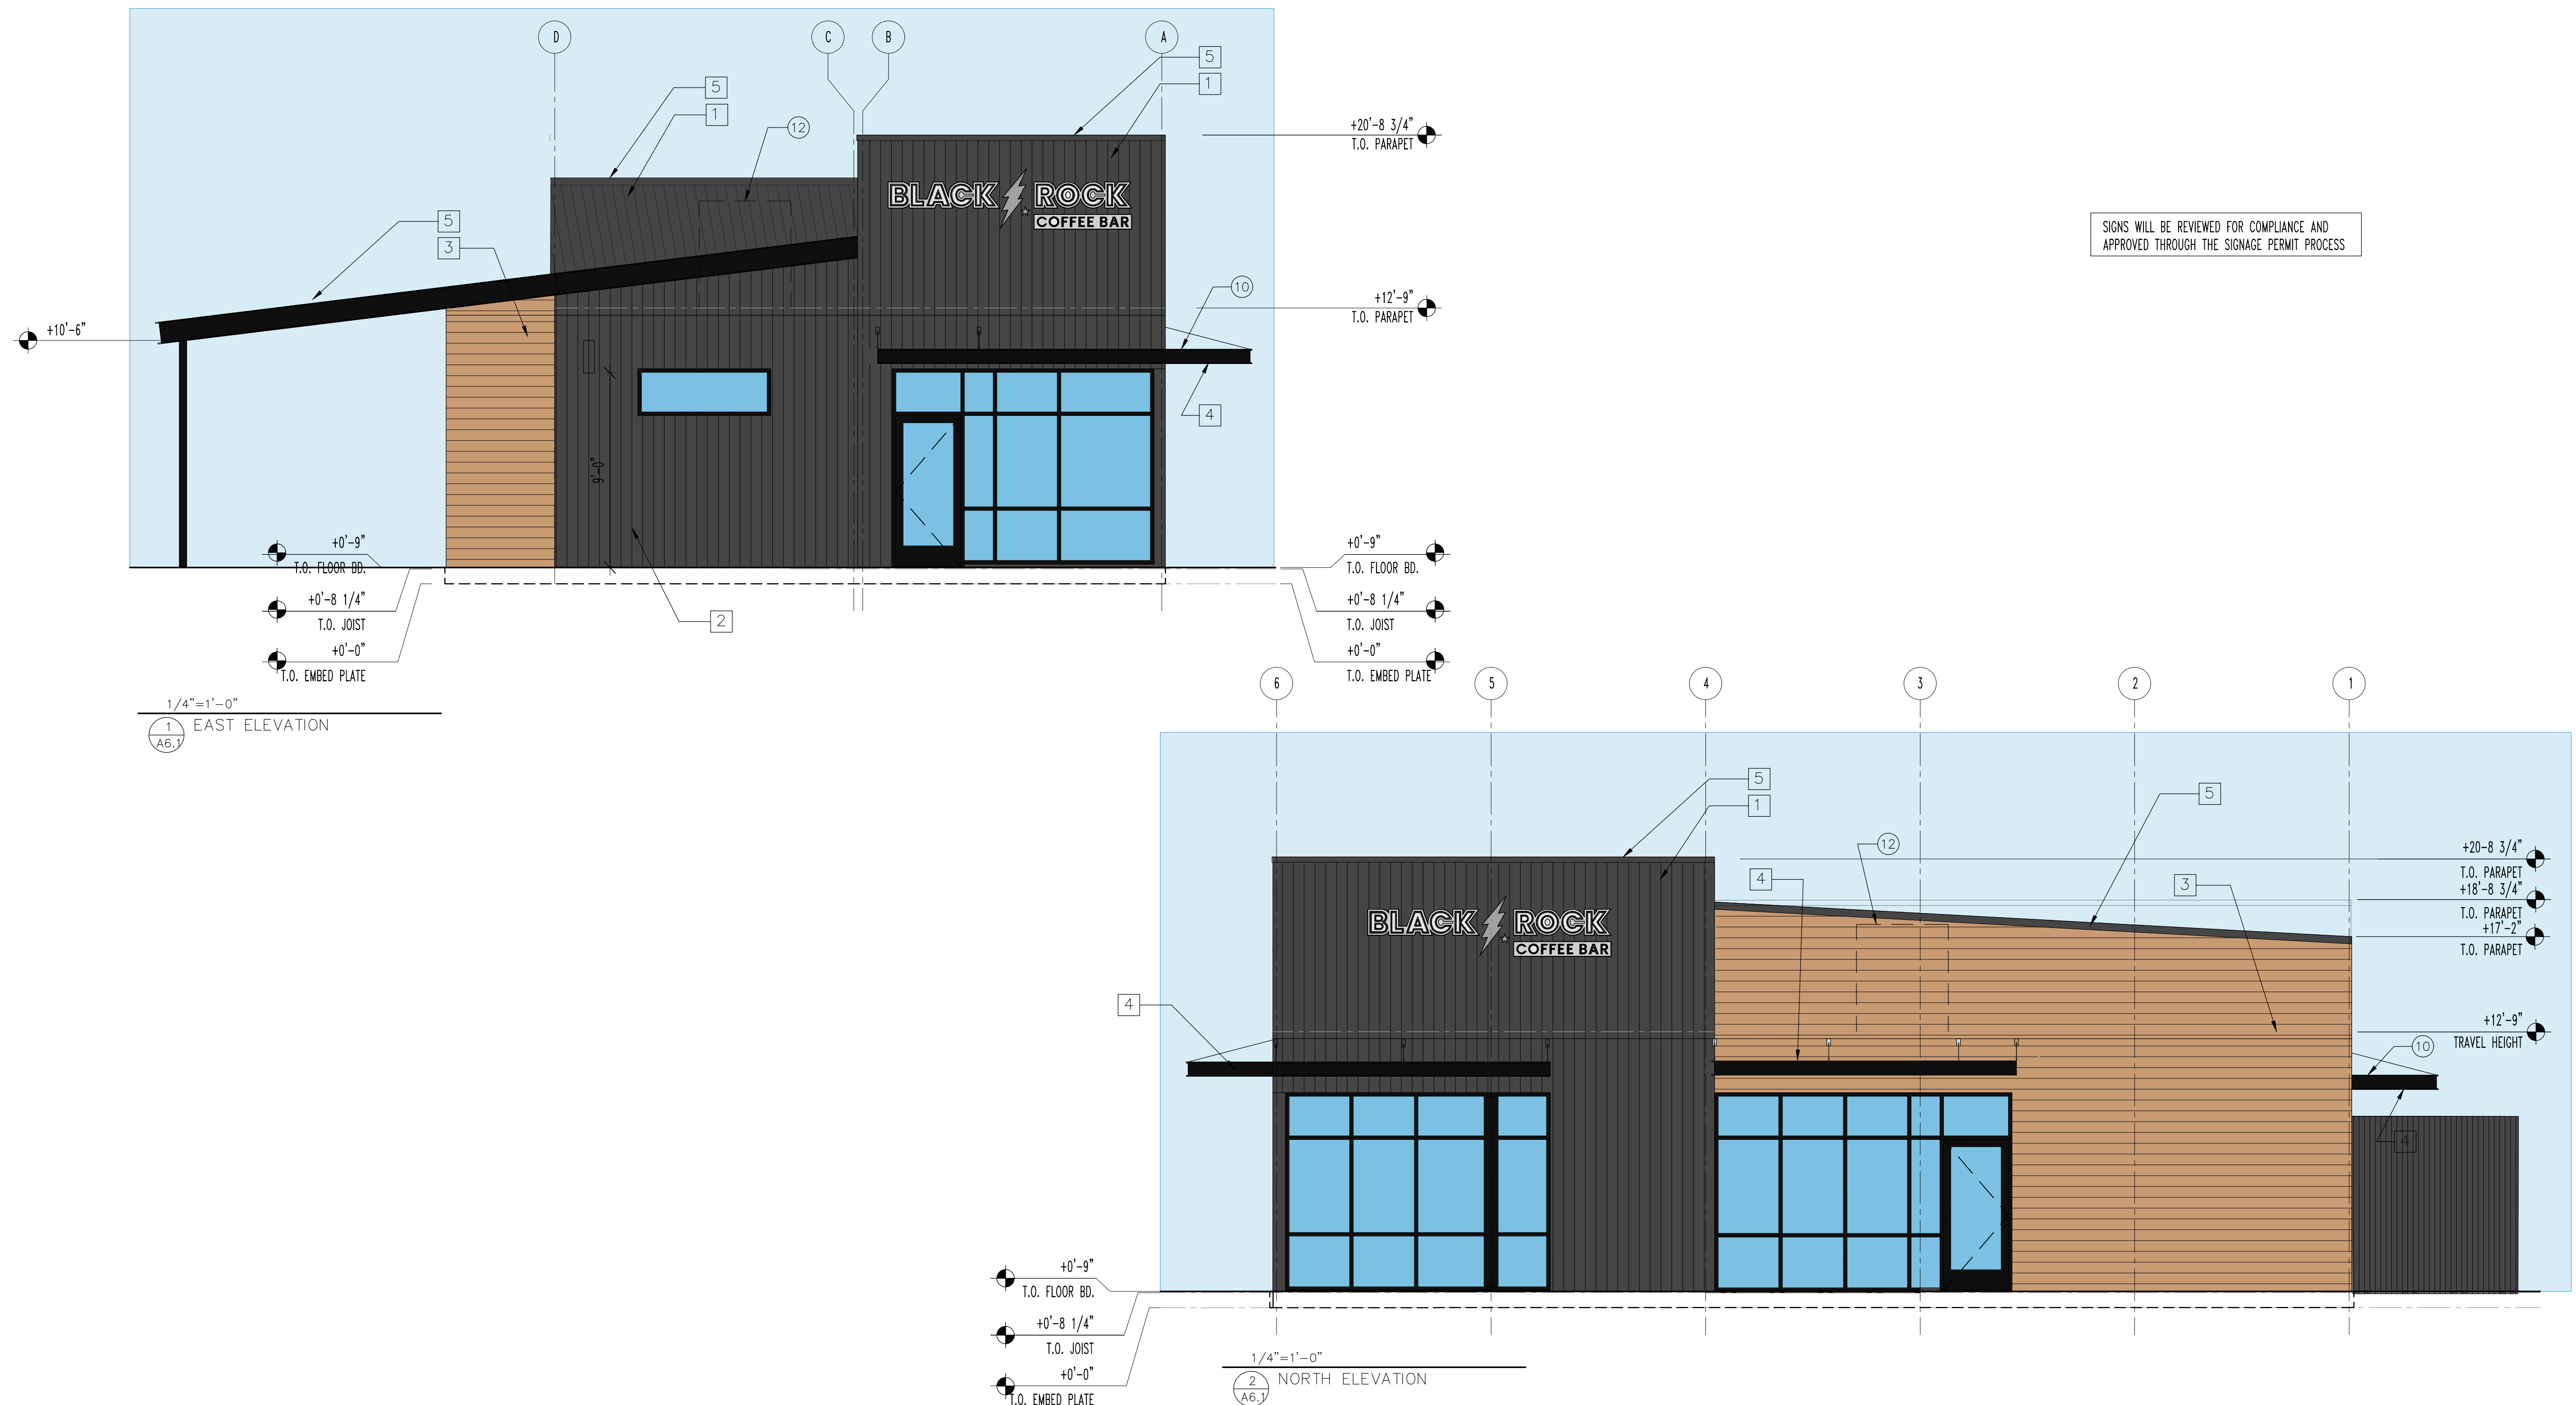 D
C
B
A
5
1
5
1
12
5
3
+20'-8 3/4"
T.O. PARAPET
BLACK ROCK
COFFEE BAR
SIGNS WILL BE REVIEWED FOR COMPLIANCE AND
APPROVED THROUGH THE SIGNAGE PERMIT PROCESS
10
+12'-9"
T.O. PARAPET
+10'-6"
4
9'-0"
+0'-9"
T.O. FLOOR BD.
+0'-8 1/4"
T.O. JOIST
+0'-0"
T.O. EMBED PLATE
2
+0'-9"
T.O. FLOOR BD.
+0'-8 1/4"
T.O. JOIST
+0'-0"
T.O. EMBED PLATE
1/4"=1'-0"
1
A6.1
EAST ELEVATION
6
5
4
3
2
1
5
1
5
12
4
3
+20-8 3/4"
T.O. PARAPET
+18'-8 3/4"
T.O. PARAPET
+17'-2"
T.O. PARAPET
BLACK ROCK
COFFEE BAR
4
+12'-9"
TRAVEL HEIGHT
10
4
+0'-9"
T.O. FLOOR BD.
+0'-8 1/4"
T.O. JOIST
+0'-0"
T.O. EMBED PLATE
1/4"=1'-0"
2
A6.1
NORTH ELEVATION